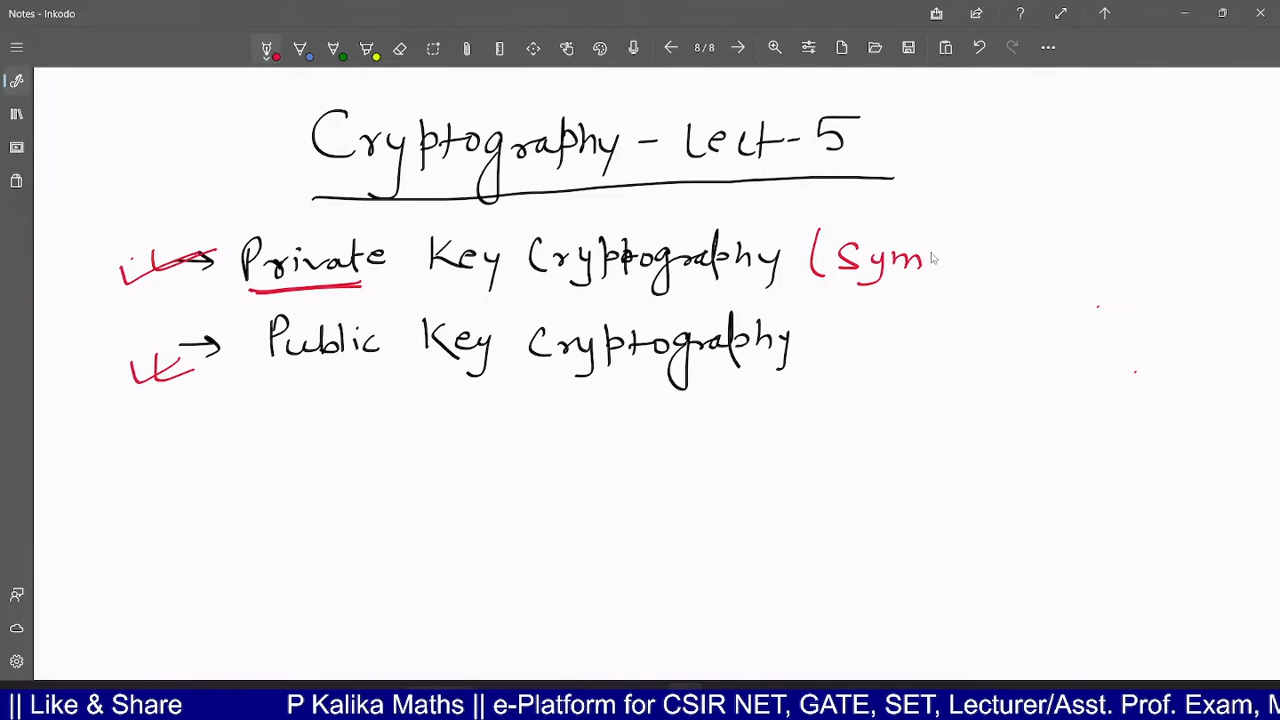 Notes - Inkodo
8/8
Cryptography - Lect-5
→ Private Key Cryptography (Sym
→ Public Key Cryptography
|| Like & Share P Kalika Maths || e-Platform for CSIR NET, GATE, SET, Lecturer/Asst. Prof. Exam, M